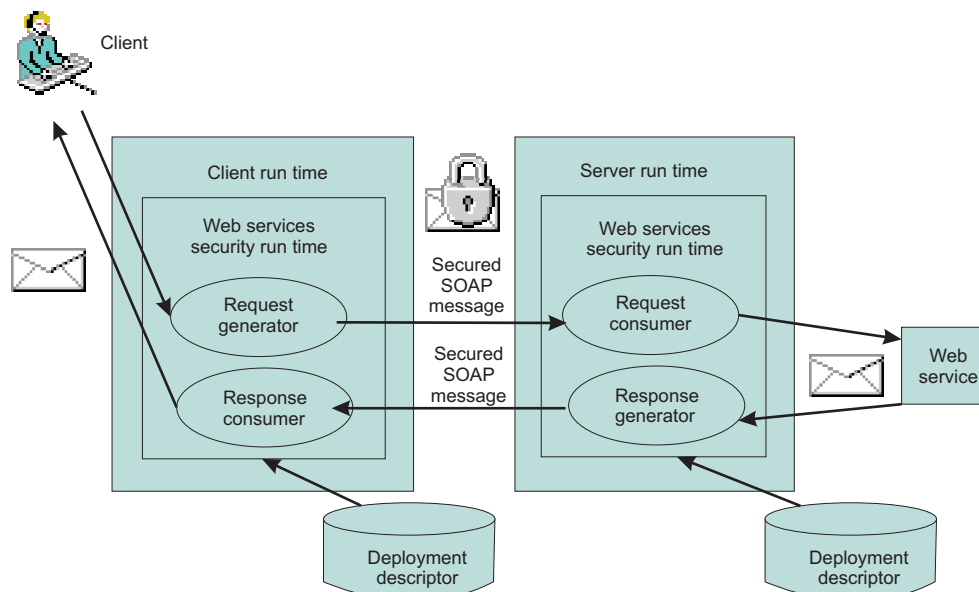 Client
Client run time
Web services
security run time
Request
generator
Response
consumer
Secured
SOAP
message
Secured
SOAP
message
Server run time
Web services
security run time
Request
consumer
Response
generator
Web
service
Deployment
descriptor
Deployment
descriptor